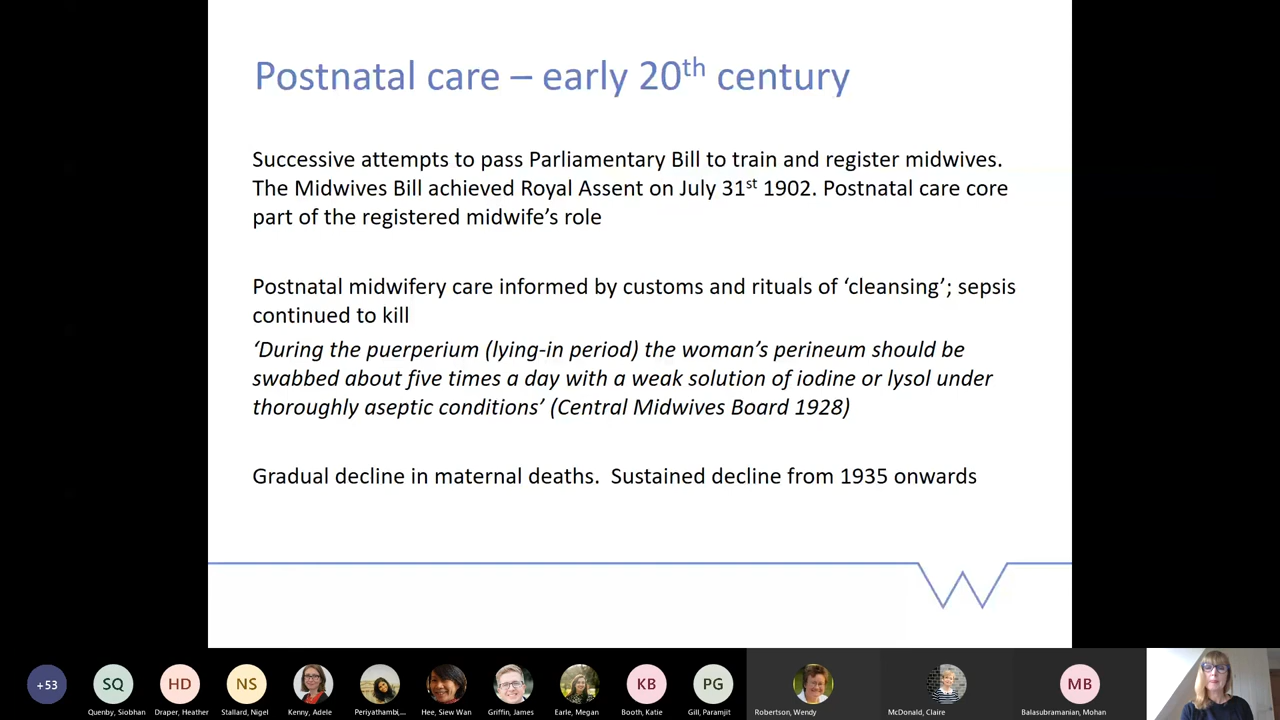 Postnatal care – early 20th century
Successive attempts to pass Parliamentary Bill to train and register midwives.
The Midwives Bill achieved Royal Assent on July 31st 1902. Postnatal care core
part of the registered midwife’s role
Postnatal midwifery care informed by customs and rituals of ‘cleansing’; sepsis
continued to kill
‘During the puerperium (lying-in period) the woman’s perineum should be
swabbed about five times a day with a weak solution of iodine or lysol under
thoroughly aseptic conditions’ (Central Midwives Board 1928)
Gradual decline in maternal deaths. Sustained decline from 1935 onwards
+53 SQ HD NS KB PG MB
Quenby, Siobhan Draper, Heather Stallard, Nigel Kenny, Adele Periyathambi,... Hee, Siew Wan Griffin, James Earle, Megan Booth, Katie Gill, Paramjit Robertson, Wendy McDonald, Claire Balasubramanian, Mohan